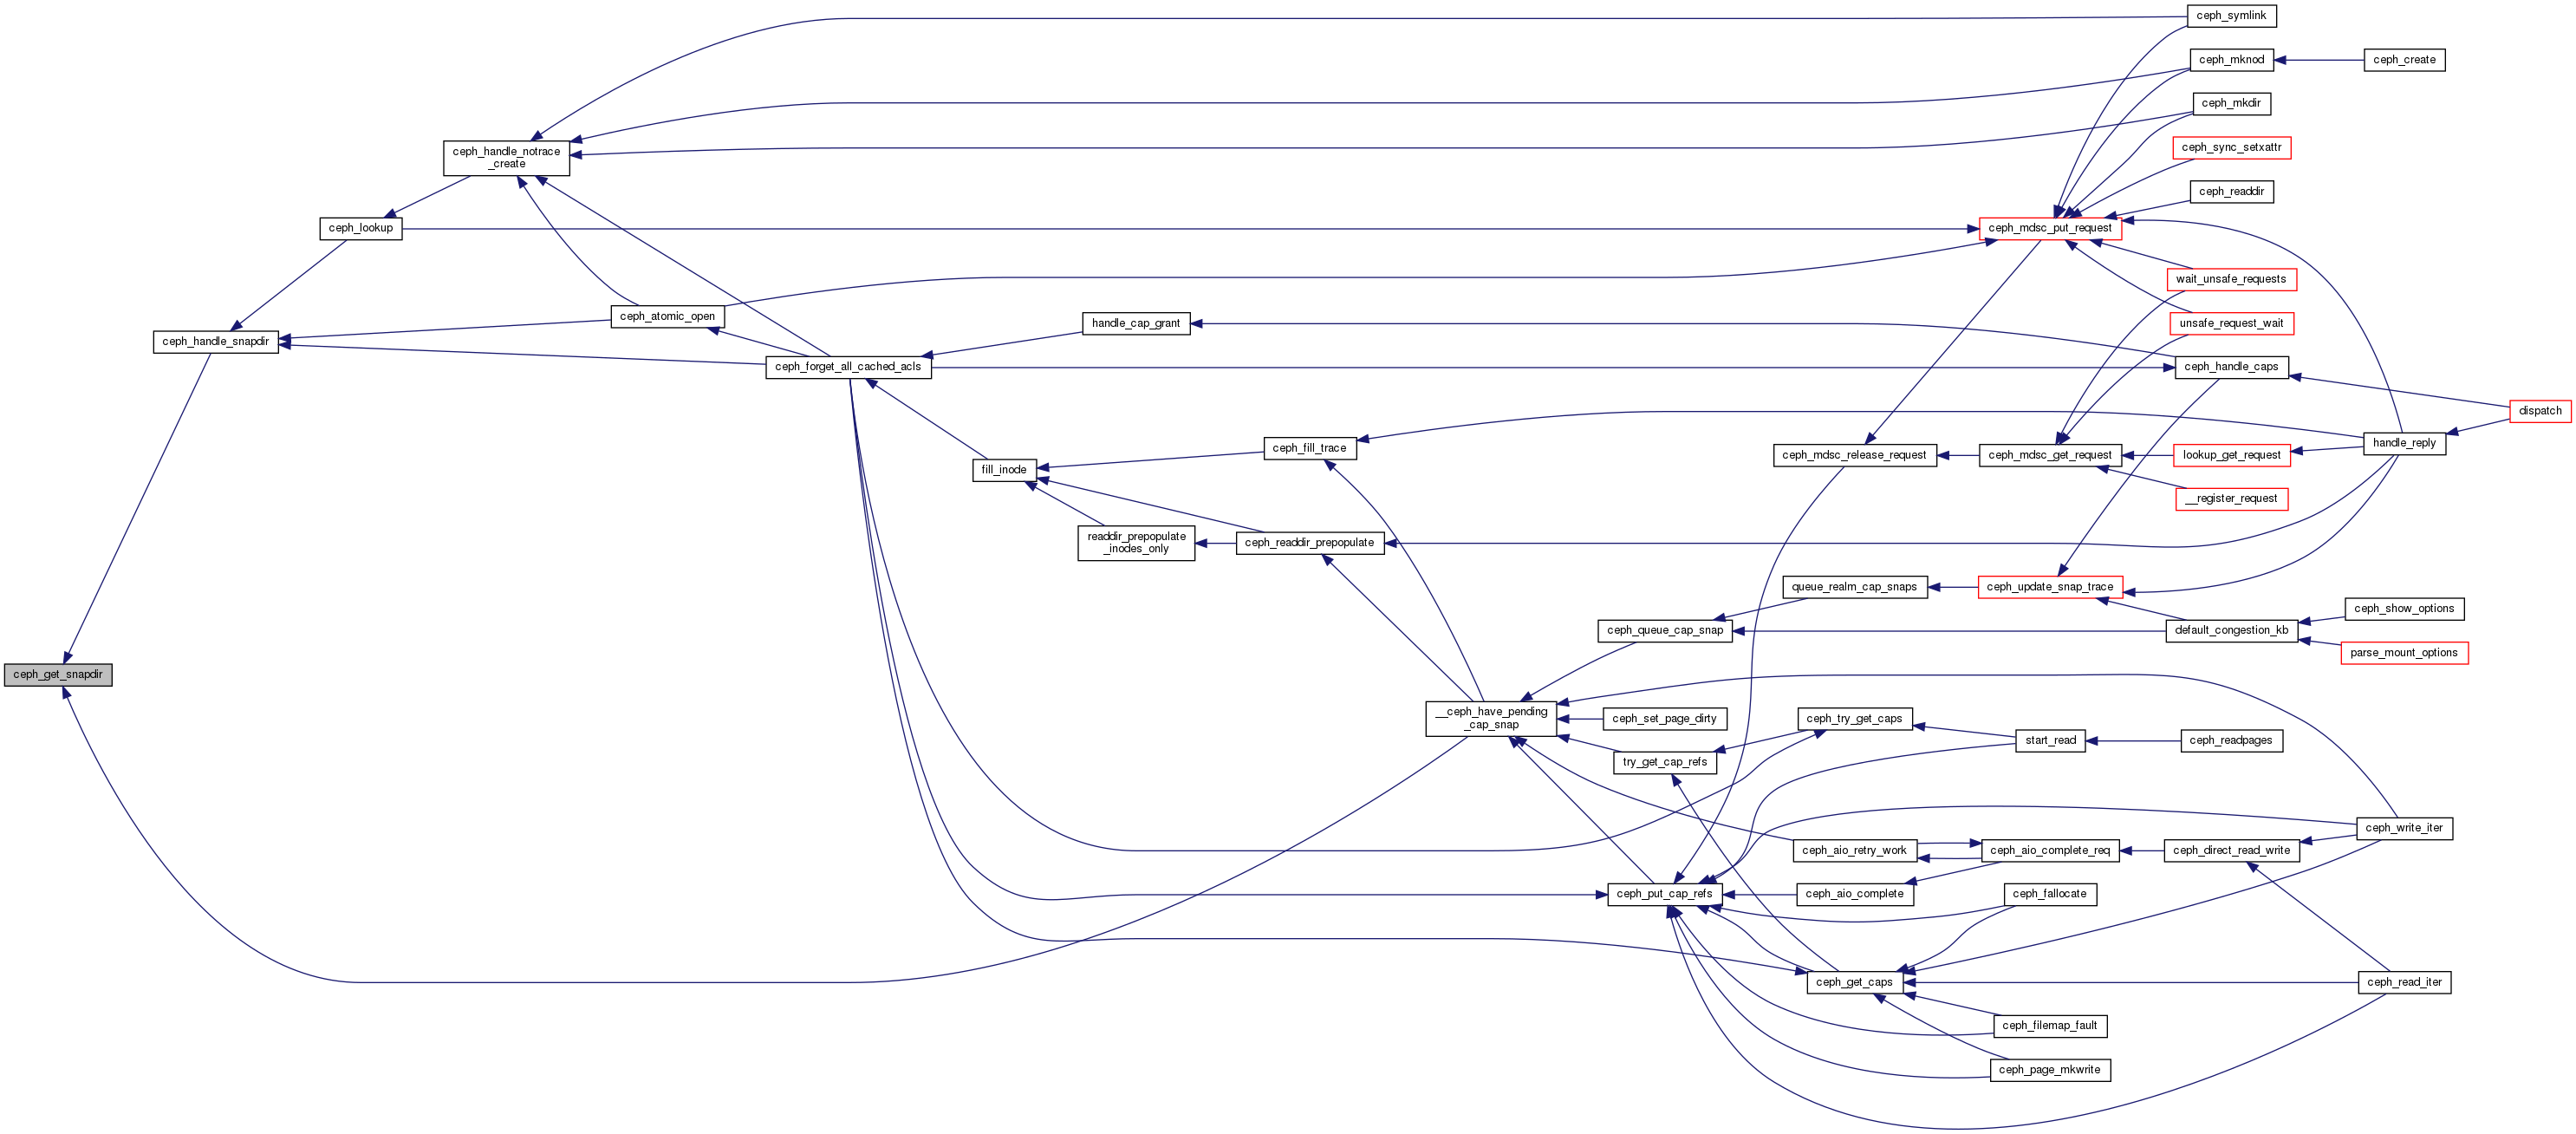 ceph_symlink
ceph_mknod
ceph_create
ceph_mkdir
ceph_handle_notrace
_create
ceph_sync_setxattr
ceph_readdir
ceph_lookup
ceph_mdsc_put_request
wait_unsafe_requests
ceph_atomic_open
handle_cap_grant
unsafe_request_wait
ceph_handle_snapdir
ceph_forget_all_cached_acls
ceph_handle_caps
dispatch
ceph_fill_trace
handle_reply
fill_inode
ceph_mdsc_release_request
ceph_mdsc_get_request
lookup_get_request
__register_request
readdir_prepopulate
_inodes_only
ceph_readdir_prepopulate
queue_realm_cap_snaps
ceph_update_snap_trace
ceph_show_options
ceph_queue_cap_snap
default_congestion_kb
parse_mount_options
ceph_get_snapdir
__ceph_have_pending
_cap_snap
ceph_set_page_dirty
ceph_try_get_caps
start_read
ceph_readpages
try_get_cap_refs
ceph_write_iter
ceph_aio_retry_work
ceph_aio_complete_req
ceph_direct_read_write
ceph_put_cap_refs
ceph_aio_complete
ceph_fallocate
ceph_get_caps
ceph_read_iter
ceph_filemap_fault
ceph_page_mkwrite